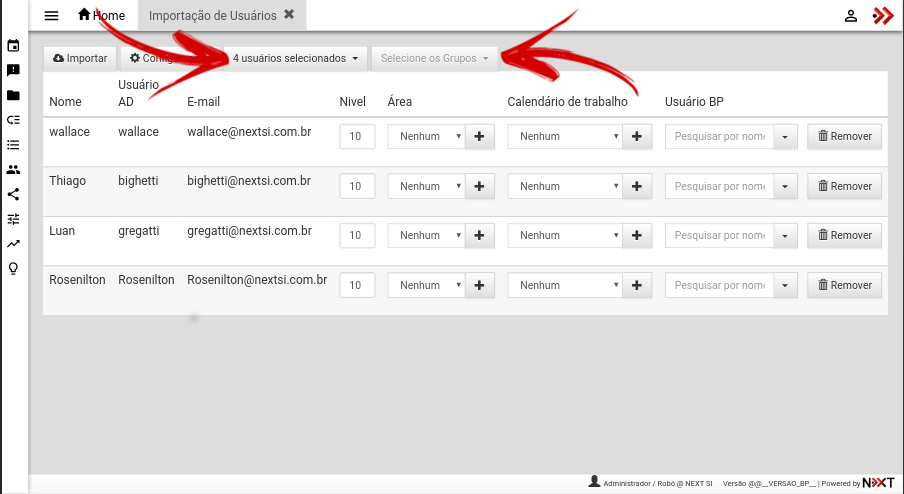 Home
Importação de Usuários
Importar
4 usuários selecionados
Selecione os Grupos
Nome Usuário AD E-mail Nivel Área Calendário de trabalho Usuário BP
wallace wallace wallace@nextsi.com.br 10 Nenhum Nenhum Pesquisar por nome Remover
Thiago bighetti bighetti@nextsi.com.br 10 Nenhum Nenhum Pesquisar por nome Remover
Luan gregatti gregatti@nextsi.com.br 10 Nenhum Nenhum Pesquisar por nome Remover
Rosenilton Rosenilton Rosenilton@nextsi.com.br 10 Nenhum Nenhum Pesquisar por nome Remover
Administrador / Robô @ NEXT SI Versão @@__VERSAO_BP__ | Powered by NEXT